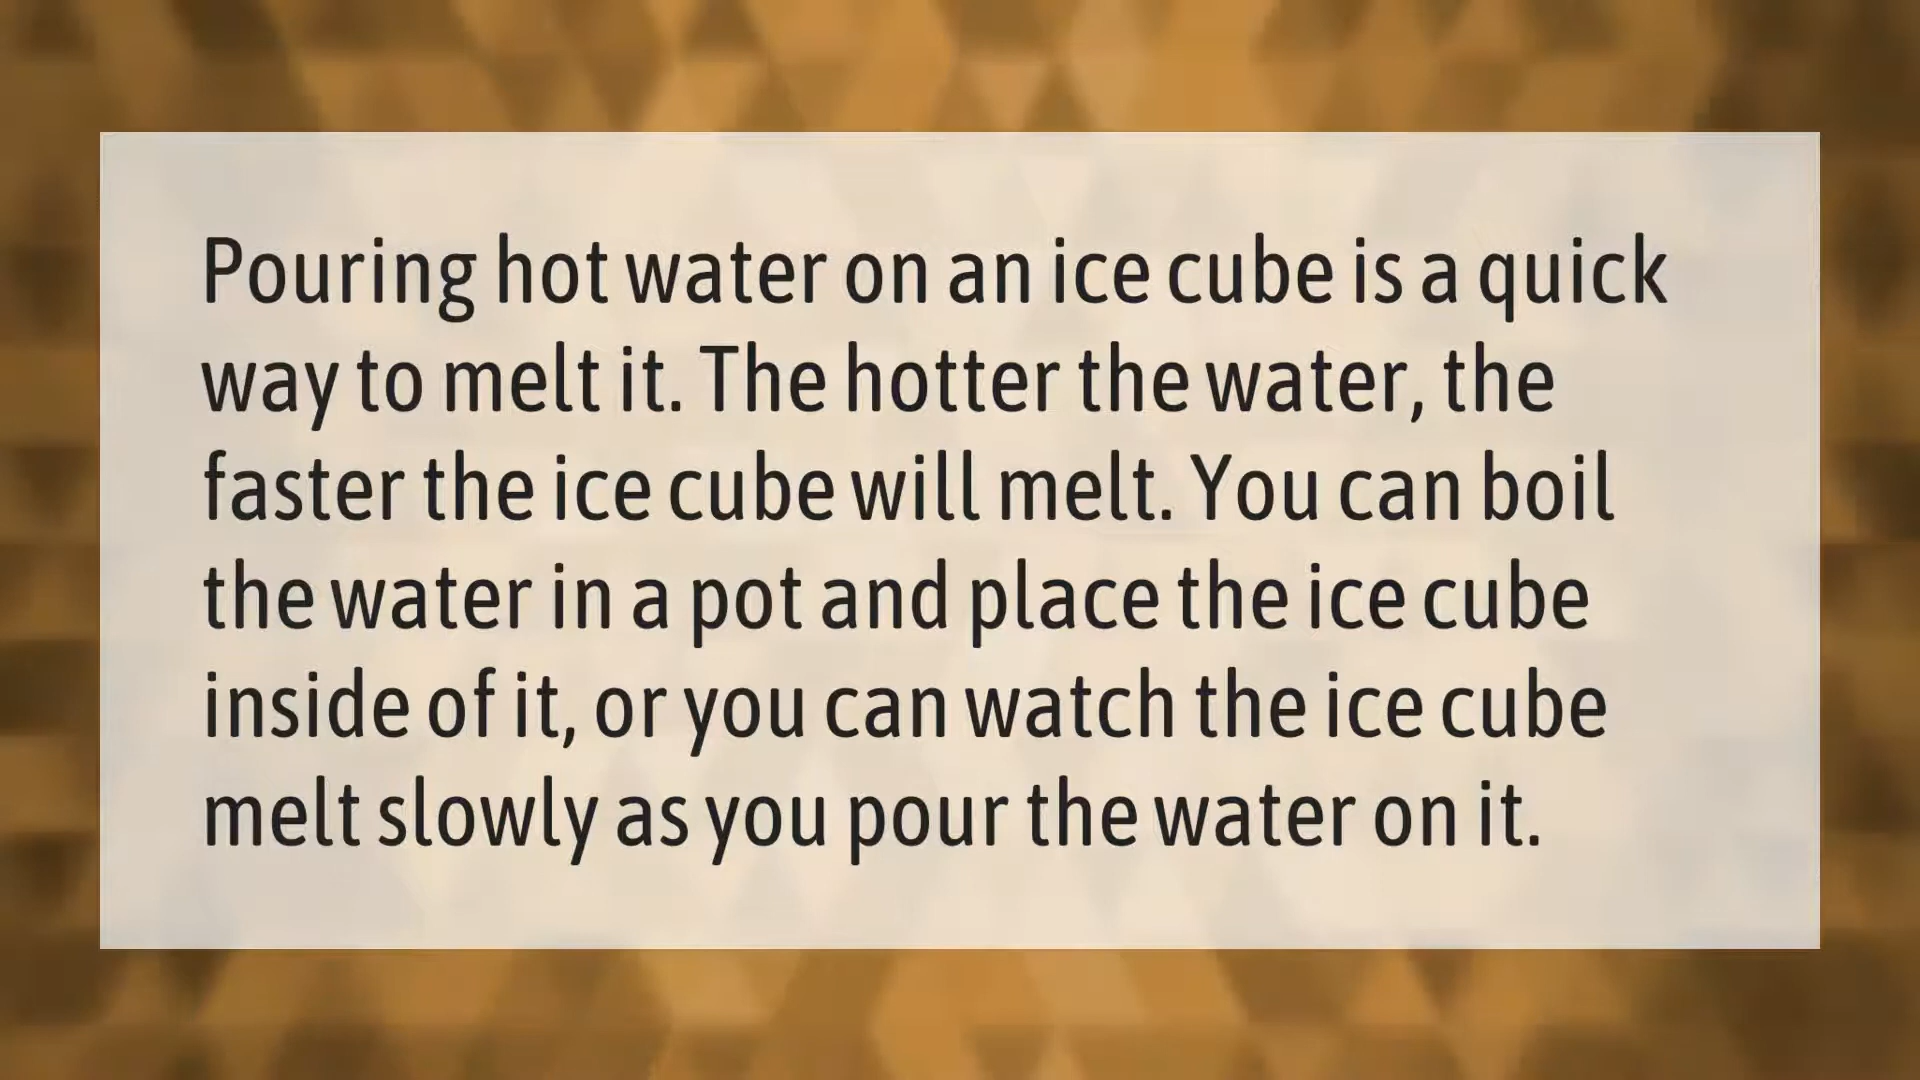 Pouring hot water on an ice cube is a quick
way to melt it. The hotter the water, the
faster the ice cube will melt. You can boil
the water in a pot and place the ice cube
inside of it, or you can watch the ice cube
melt slowly as you pour the water on it.